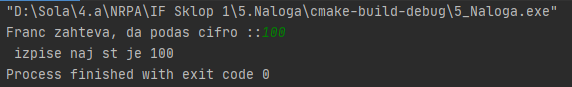 "D:\Sola\4.a\NRPA\IF Sklop 1\5.Naloga\cmake-build-debug\5_Naloga.exe"
Franc zahteva, da podas cifro ::100
izpise naj st je 100
Process finished with exit code 0